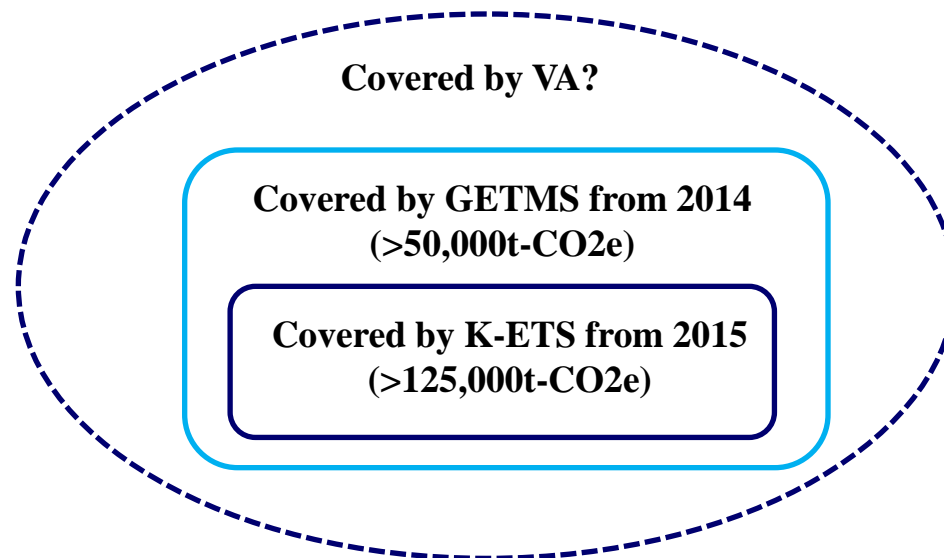 Covered by VA?
Covered by GETMS from 2014
(>50,000t-CO2e)
Covered by K-ETS from 2015
(>125,000t-CO2e)